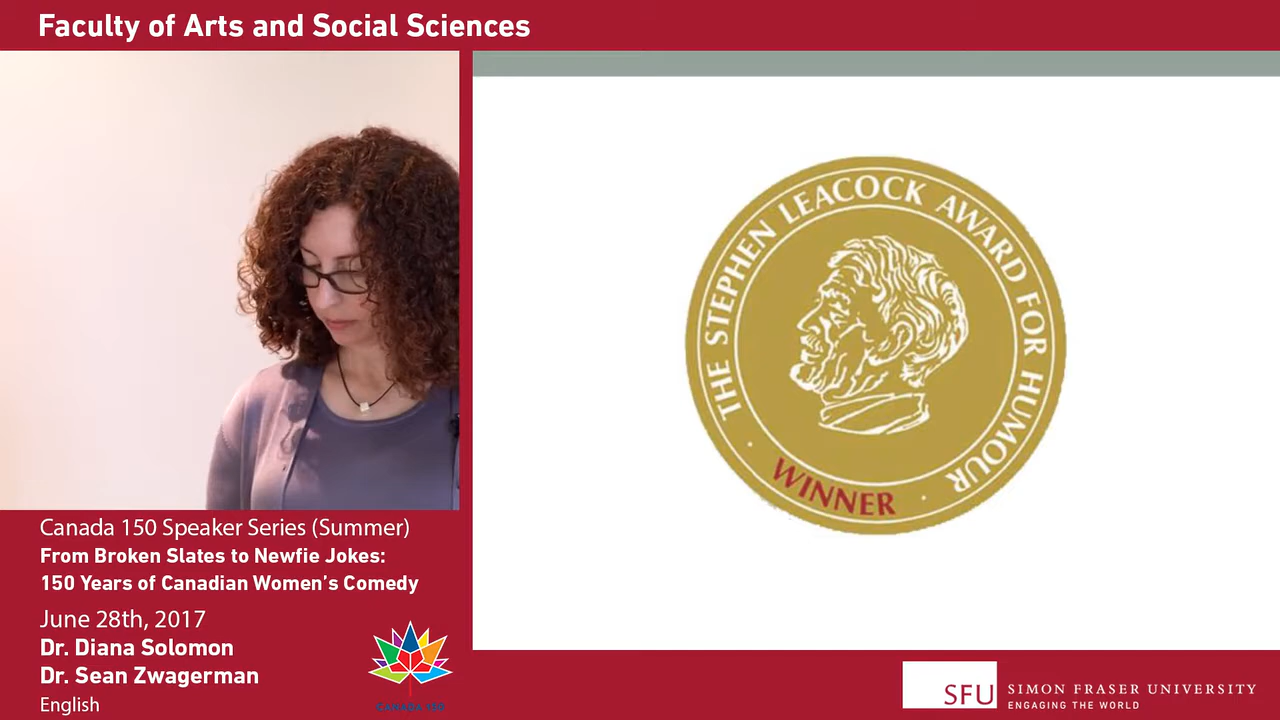 Faculty of Arts and Social Sciences
THE STEPHEN LEACOCK AWARD FOR HUMOUR
WINNER
Canada 150 Speaker Series (Summer)
From Broken Slates to Newfie Jokes:
150 Years of Canadian Women's Comedy
June 28th, 2017
Dr. Diana Solomon
Dr. Sean Zwagerman
English
CANADA 150
SFU
SIMON FRASER UNIVERSITY
ENGAGING THE WORLD